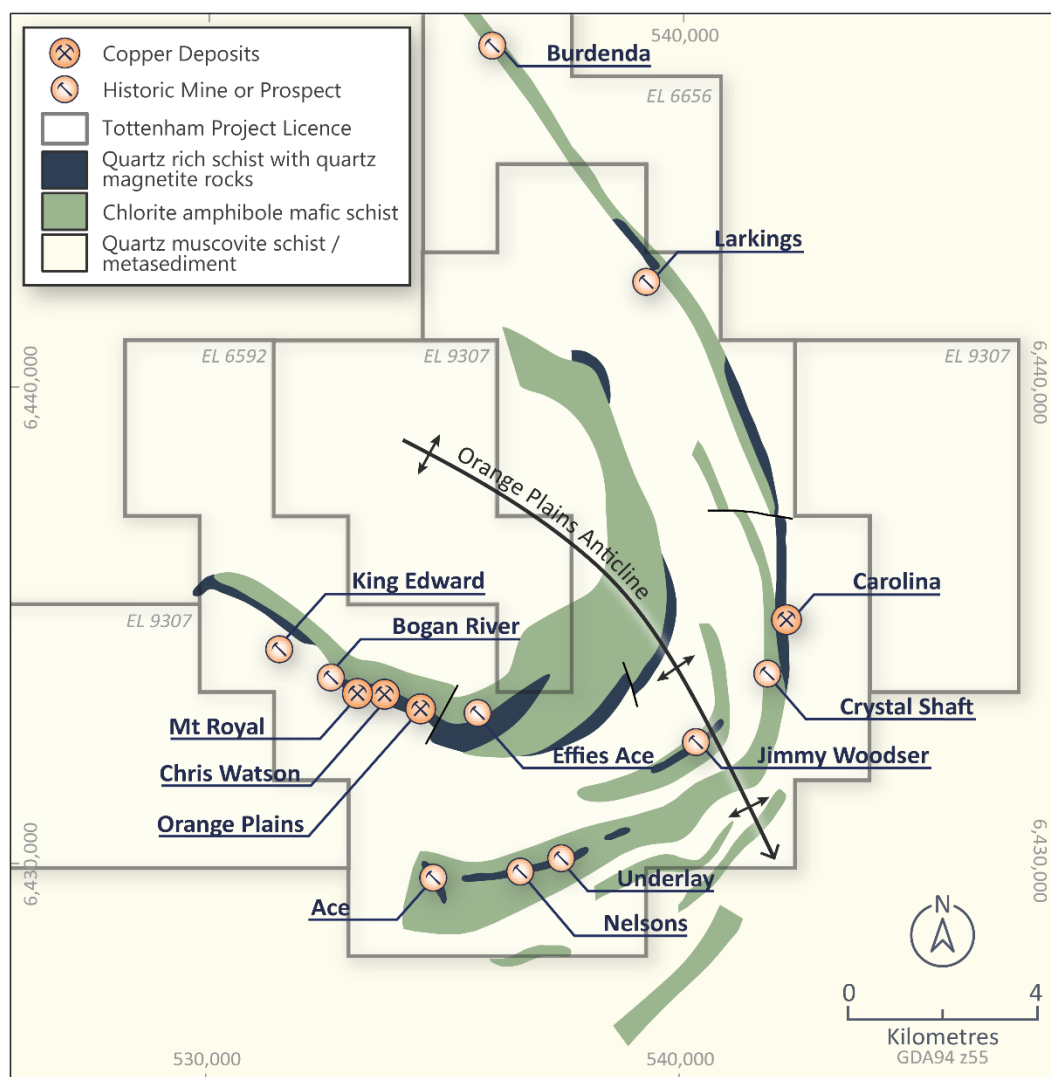 Copper Deposits
Historic Mine or Prospect
Tottenham Project Licence
Quartz rich schist with quartz
magnetite rocks
Chlorite amphibole mafic schist
Quartz muscovite schist /
metasediment
540,000
Burdenda
EL 6656
Larkings
EL 6592
EL 9307
EL 9307
6,440,000
6,440,000
Orange Plains Anticline
King Edward
Carolina
EL 9307
Bogan River
Crystal Shaft
Mt Royal
Effies Ace
Jimmy Woodser
Chris Watson
Orange Plains
6,430,000
6,430,000
Underlay
Ace
Nelsons
N
0 4
Kilometres
GDA94 z55
530,000
540,000